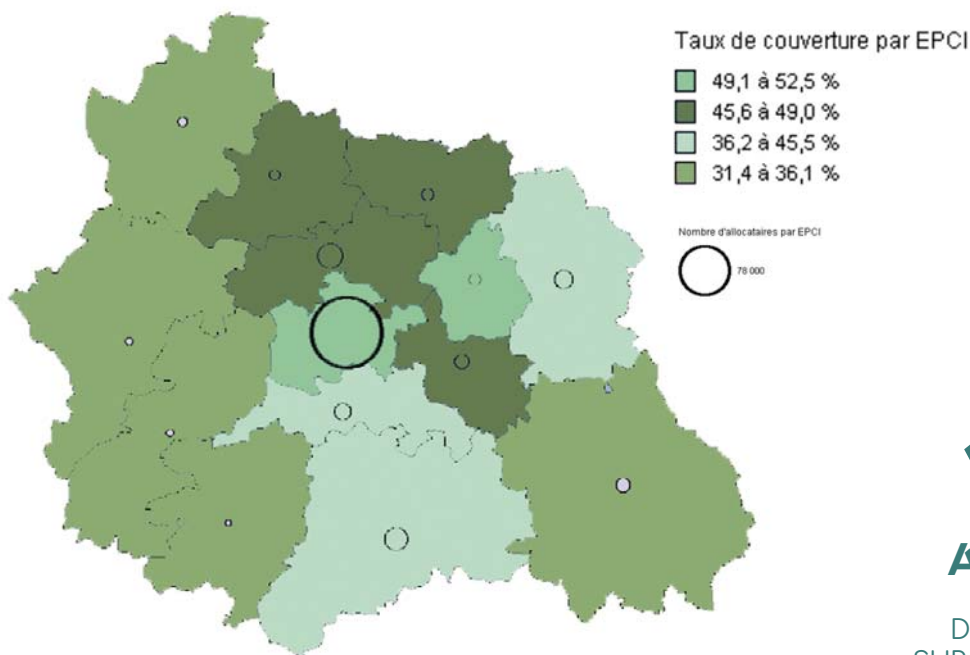 Taux de couverture par EPCI
49,1 à 52,5 %
45,6 à 49,0 %
36,2 à 45,5 %
31,4 à 36,1 %
Nombre d'allocataires par EPCI
78 000
A
D